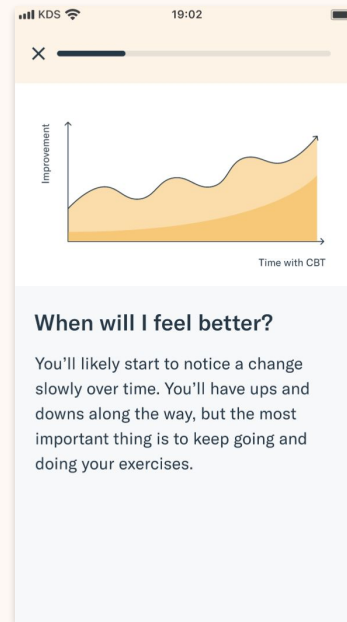 KDS 19:02
Improvement
Time with CBT
When will I feel better?
You'll likely start to notice a change
slowly over time. You'll have ups and
downs along the way, but the most
important thing is to keep going and
doing your exercises.